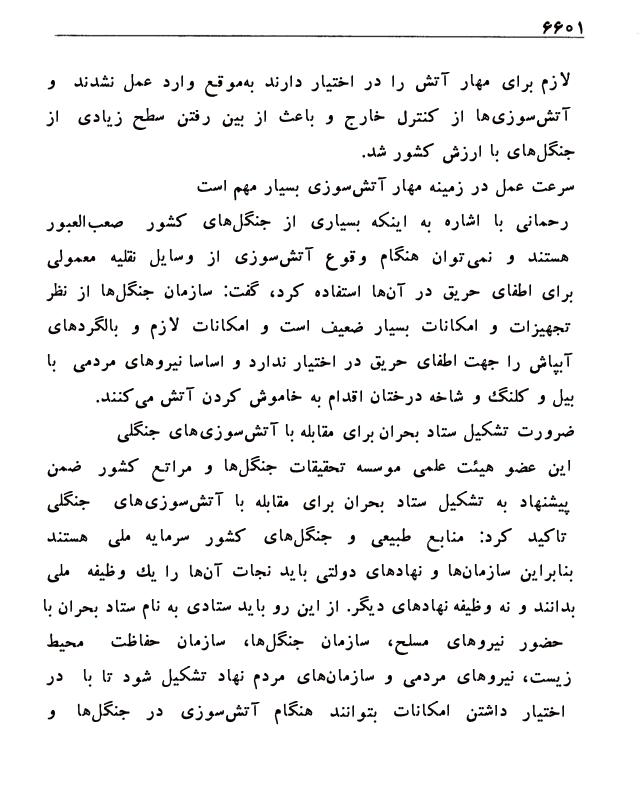 ۶۶۰۱
لازم برای مهار آتش را در اختیار دارند به‌موقع وارد عمل نشدند و
آتش‌سوزی‌ها از کنترل خارج و باعث از بین رفتن سطح زیادی از
جنگل‌های با ارزش کشور شد.
سرعت عمل در زمینه مهار آتش‌سوزی بسیار مهم است
رحمانی با اشاره به اینکه بسیاری از جنگل‌های کشور صعب‌العبور
هستند و نمی‌توان هنگام وقوع آتش‌سوزی از وسایل نقلیه معمولی
برای اطفای حریق در آن‌ها استفاده کرد، گفت: سازمان جنگل‌ها از نظر
تجهیزات و امکانات بسیار ضعیف است و امکانات لازم و بالگردهای
آبپاش را جهت اطفای حریق در اختیار ندارد و اساسا نیروهای مردمی با
بیل و کلنگ و شاخه درختان اقدام به خاموش کردن آتش می‌کنند.
ضرورت تشکیل ستاد بحران برای مقابله با آتش‌سوزی‌های جنگلی
این عضو هیئت علمی موسسه تحقیقات جنگل‌ها و مراتع کشور ضمن
پیشنهاد به تشکیل ستاد بحران برای مقابله با آتش‌سوزی‌های جنگلی
تاکید کرد: منابع طبیعی و جنگل‌های کشور سرمایه ملی هستند
بنابراین سازمان‌ها و نهادهای دولتی باید نجات آن‌ها را یك وظیفه ملی
بدانند و نه وظیفه نهادهای دیگر. از این رو باید ستادی به نام ستاد بحران با
حضور نیروهای مسلح، سازمان جنگل‌ها، سازمان حفاظت محیط
زیست، نیروهای مردمی و سازمان‌های مردم نهاد تشکیل شود تا با در
اختیار داشتن امکانات بتوانند هنگام آتش‌سوزی در جنگل‌ها و